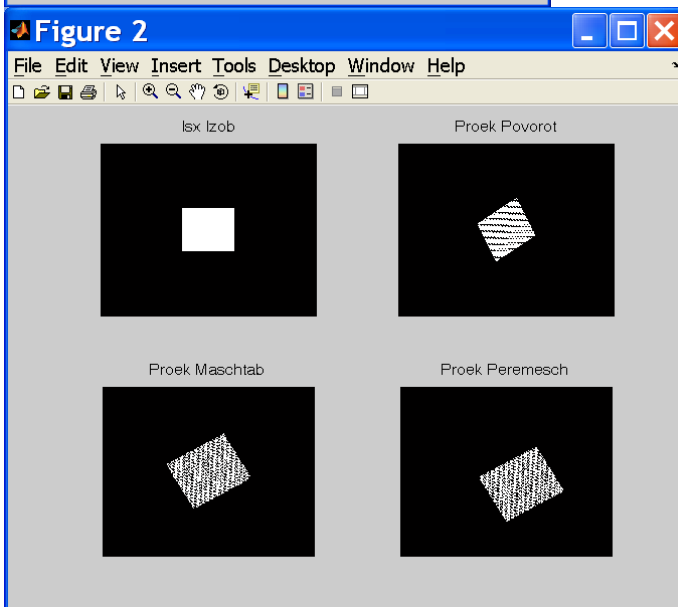 Figure 2
File Edit View Insert Tools Desktop Window Help
Isx Izob
Proek Povorot
Proek Maschtab
Proek Peremesch